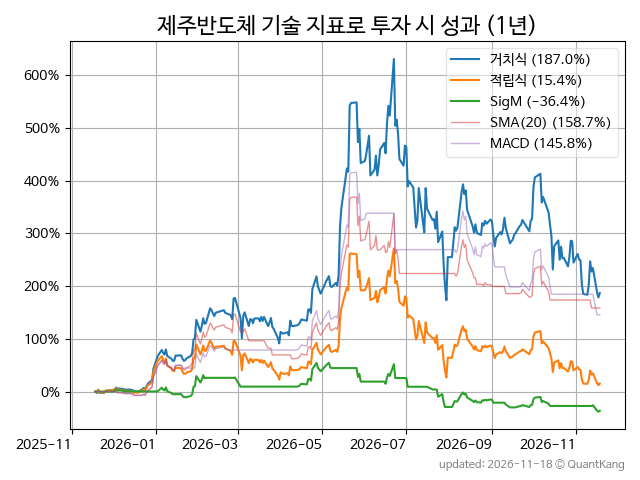 제주반도체 기술 지표로 투자 시 성과 (1년)
거치식 (187.0%)
적립식 (15.4%)
SigM (-36.4%)
SMA(20) (158.7%)
MACD (145.8%)
600%
500%
400%
300%
200%
100%
0%
2025-11 2026-01 2026-03 2026-05 2026-07 2026-09 2026-11
updated: 2026-11-18 © QuantKang